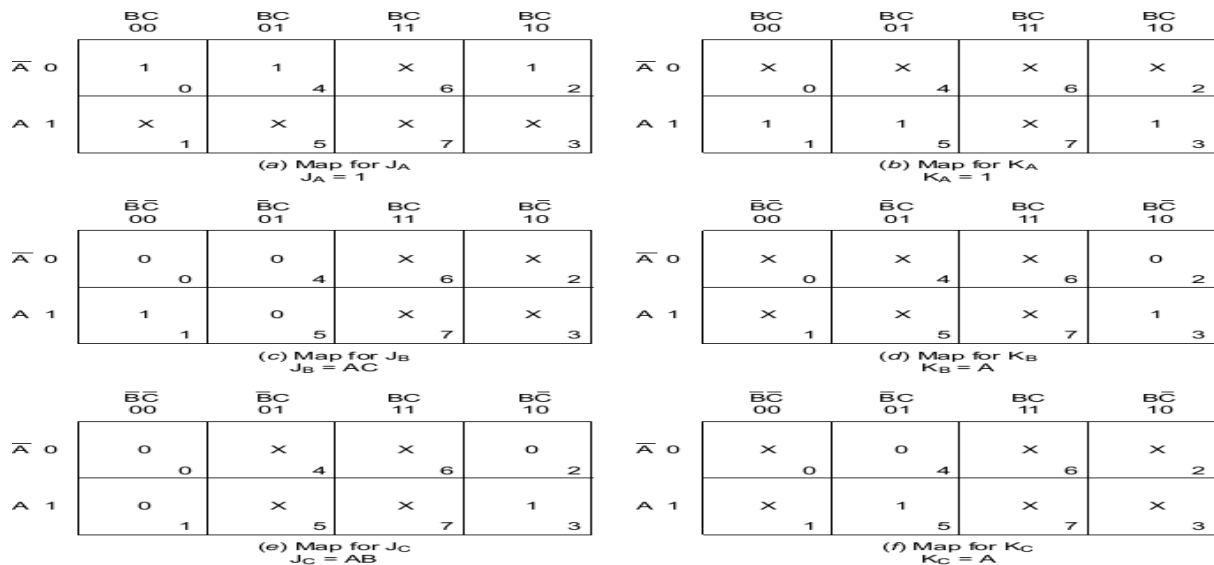 BC BC BC BC BC BC BC BC
00 01 11 10 00 01 11 10
A̅ 0 1 1 X 1 A̅ 0 X X X X
0 4 6 2 0 4 6 2
A 1 X X X X A 1 1 1 X 1
1 5 7 3 1 5 7 3
(a) Map for J_A (b) Map for K_A
J_A = 1 K_A = 1
B̅C̅ B̅C BC BC̅ B̅C̅ B̅C BC BC̅
00 01 11 10 00 01 11 10
A̅ 0 0 0 X X A̅ 0 X X X 0
0 4 6 2 0 4 6 2
A 1 1 0 X X A 1 X X X 1
1 5 7 3 1 5 7 3
(c) Map for J_B (d) Map for K_B
J_B = AC K_B = A
B̅C̅ B̅C BC BC̅ B̅C̅ B̅C BC BC̅
00 01 11 10 00 01 11 10
A̅ 0 0 X X 0 A̅ 0 X 0 X X
0 4 6 2 0 4 6 2
A 1 0 X X 1 A 1 X 1 X X
1 5 7 3 1 5 7 3
(e) Map for J_C (f) Map for K_C
J_C = AB K_C = A